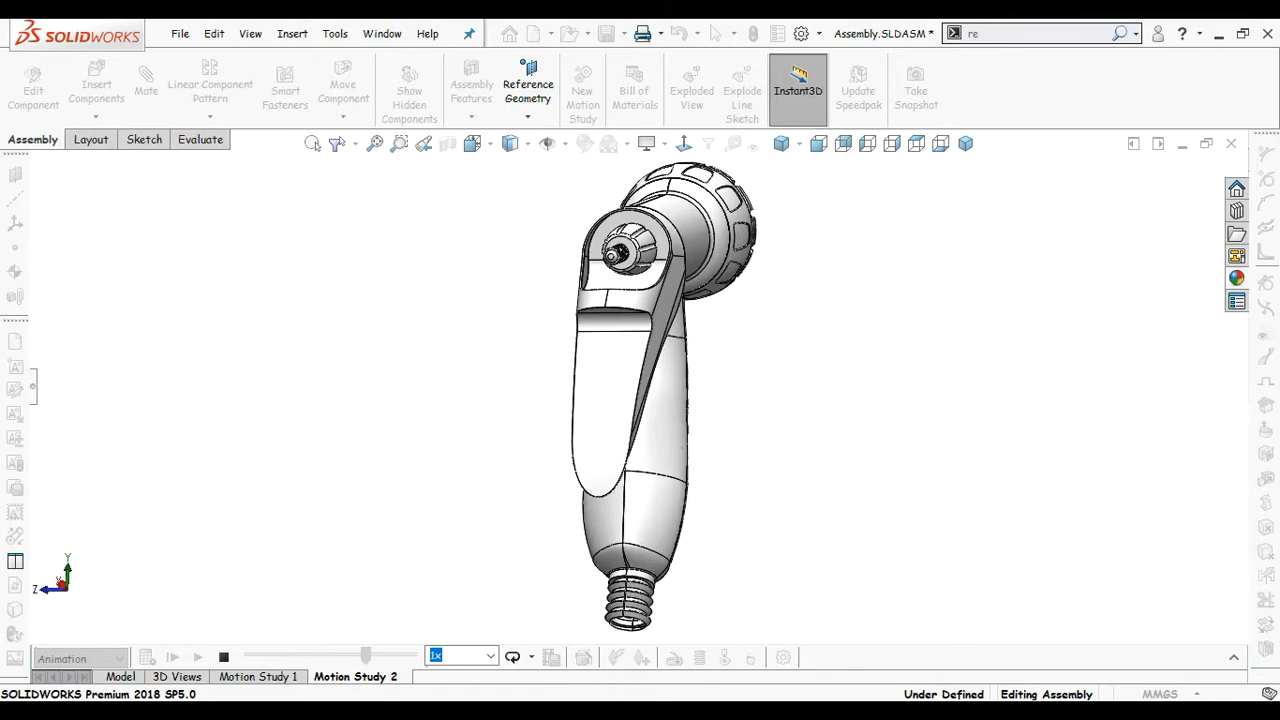 SOLIDWORKS File Edit View Insert Tools Window Help Assembly.SLDASM * re ?
Edit Component
Insert Components
Mate
Linear Component Pattern
Smart Fasteners
Move Component
Show Hidden Components
Assembly Features
Reference Geometry
New Motion Study
Bill of Materials
Exploded View
Explode Line Sketch
Instant3D
Update Speedpak
Take Snapshot
Assembly Layout Sketch Evaluate
Y
Z
Animation 1x
Model 3D Views Motion Study 1 Motion Study 2
SOLIDWORKS Premium 2018 SP5.0 Under Defined Editing Assembly MMGS